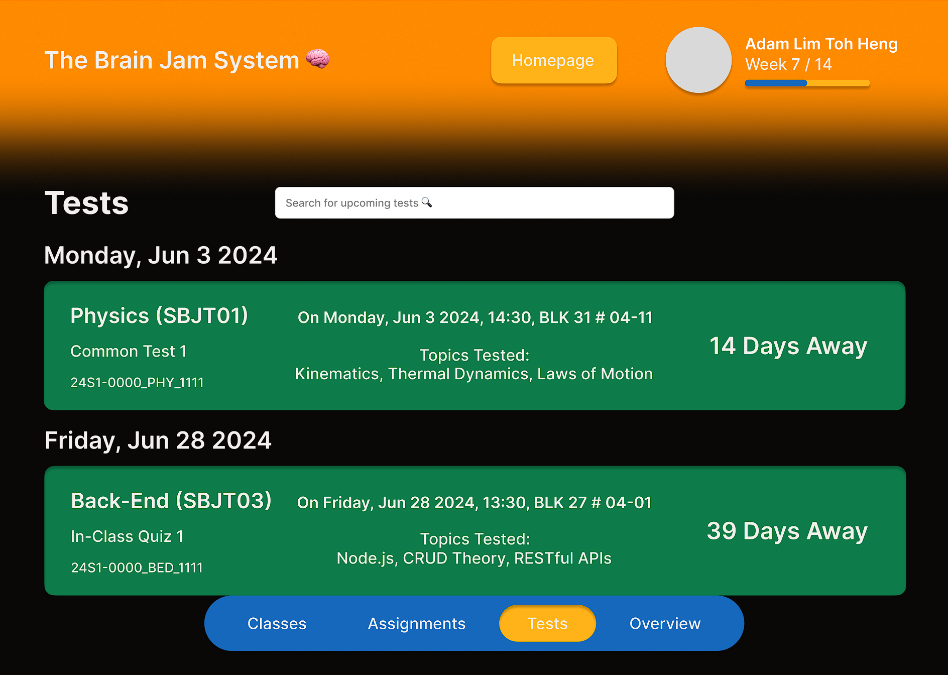 The Brain Jam System 🧠
Homepage
Adam Lim Toh Heng
Week 7 / 14
Tests
Search for upcoming tests 🔍
Monday, Jun 3 2024
Physics (SBJT01)
Common Test 1
24S1-0000_PHY_1111
On Monday, Jun 3 2024, 14:30, BLK 31 # 04-11
Topics Tested:
Kinematics, Thermal Dynamics, Laws of Motion
14 Days Away
Friday, Jun 28 2024
Back-End (SBJT03)
In-Class Quiz 1
24S1-0000_BED_1111
On Friday, Jun 28 2024, 13:30, BLK 27 # 04-01
Topics Tested:
Node.js, CRUD Theory, RESTful APIs
39 Days Away
Classes
Assignments
Tests
Overview